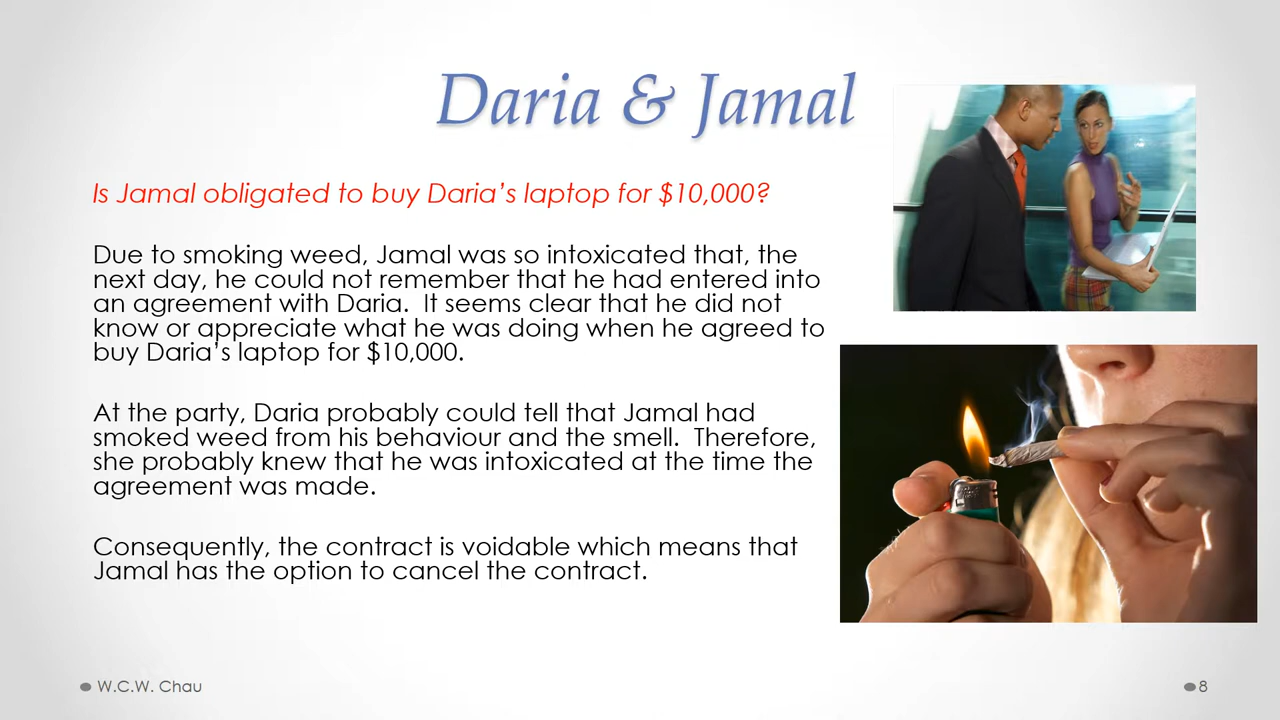 Daria & Jamal
Is Jamal obligated to buy Daria’s laptop for $10,000?
Due to smoking weed, Jamal was so intoxicated that, the
next day, he could not remember that he had entered into
an agreement with Daria.  It seems clear that he did not
know or appreciate what he was doing when he agreed to
buy Daria’s laptop for $10,000.
At the party, Daria probably could tell that Jamal had
smoked weed from his behaviour and the smell.  Therefore,
she probably knew that he was intoxicated at the time the
agreement was made.
Consequently, the contract is voidable which means that
Jamal has the option to cancel the contract.
W.C.W. Chau
8